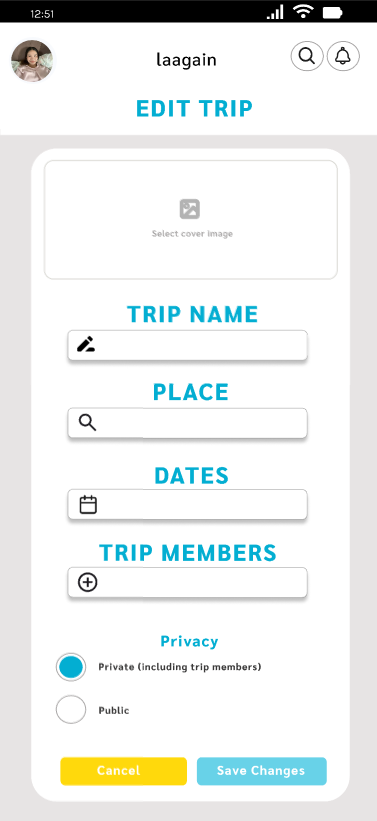 12:51
laagain
EDIT TRIP
Select cover image
TRIP NAME
PLACE
DATES
TRIP MEMBERS
Privacy
Private (including trip members)
Public
Cancel
Save Changes